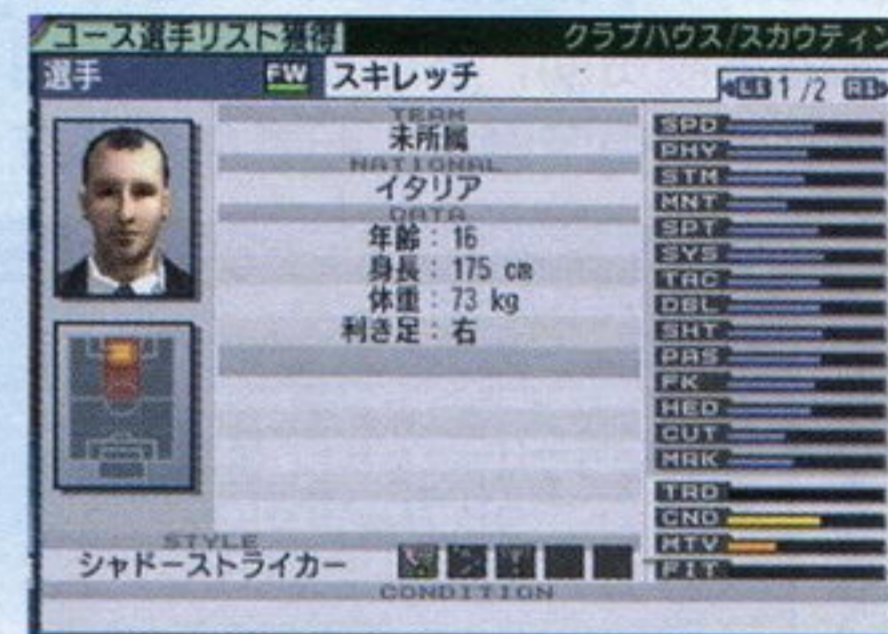 ユース選手リスト獲得 クラブハウス/スカウティン
選手 FW スキレッチ L1 1/2 R1
TEAM
未所属
NATIONAL
イタリア
DATA
年齢：16
身長：175 cm
体重：73 kg
利き足：右
STYLE
シャドーストライカー
CONDITION
SPD
PHY
STM
MNT
SPT
SYS
TAC
DBL
SHT
PAS
FK
HED
CUT
MRK
TRD
CND
MTV
FIT